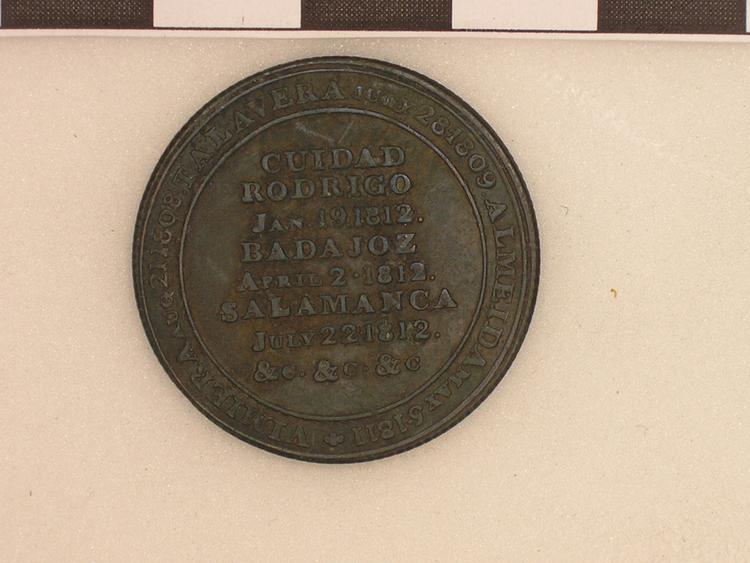 VIMIERA AUG 21 1808. TALAVERA JULY 28 1809 ALMEIDA MAY 5 1811
CUIDAD
RODRIGO
JAN. 19.1812.
BADAJOZ
APRIL 2.1812.
SALAMANCA
JULY 22.1812.
&C. &C. &C